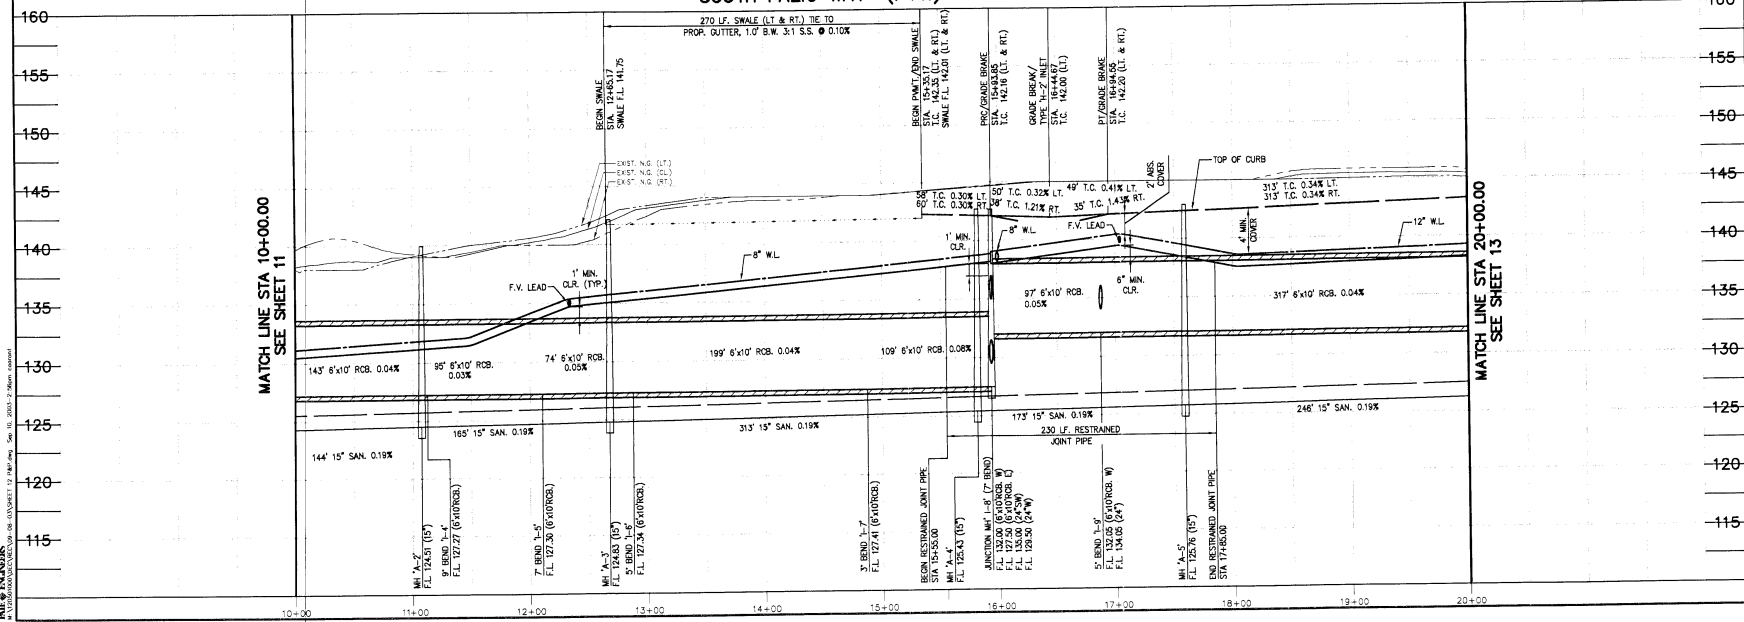 160
155
150
145
140
135
130
125
120
115
270 LF. SWALE (LT & RT.) TIE TO
PROP. GUTTER, 1.0' B.W. 3:1 S.S. @ 0.10%
BEGIN SWALE
STA. 12+65.17
SWALE F.L 141.75
BEGIN PVM'T./END SWALE
STA. 15+35.17
T.C. 142.35 (LT. & RT.)
SWALE F.L 142.01 (LT. & RT.)
PRC/GRADE BRAKE
STA. 15+93.85
T.C. 142.16 (LT. & RT.)
GRADE BREAK/
TYPE 'H-2' INLET
STA. 16+44.67
T.C. 142.00 (LT.)
PT/GRADE BRAKE
STA. 16+94.55
T.C. 142.20 (LT. & RT.)
EXIST. N.G. (LT.)
EXIST. N.G. (CL)
EXIST. N.G. (RT.)
2' ABS.
COVER
TOP OF CURB
58' T.C. 0.30% LT.
60' T.C. 0.30% RT.
50' T.C. 0.32% LT.
38' T.C. 1.21% RT.
49' T.C. 0.41% LT.
35' T.C. 1.43% RT.
313' T.C. 0.34% LT.
313' T.C. 0.34% RT.
MATCH LINE STA 10+00.00
SEE SHEET 11
F.V. LEAD
1' MIN.
CLR. (TYP.)
8" W.L
1' MIN.
CLR.
8" W.L.
F.V. LEAD
6" MIN.
CLR.
4' MIN.
COVER
12" W.L.
MATCH LINE STA 20+00.00
SEE SHEET 13
143' 6'x10' RCB. 0.04%
95' 6'x10' RCB.
0.03%
74' 6'x10' RCB.
0.05%
199' 6'x10' RCB. 0.04%
109' 6'x10' RCB. 0.08%
97' 6'x10' RCB.
0.05%
317' 6'x10' RCB. 0.04%
144' 15" SAN. 0.19%
165' 15" SAN. 0.19%
313' 15" SAN. 0.19%
173' 15" SAN. 0.19%
246' 15" SAN. 0.19%
230 LF. RESTRAINED
JOINT PIPE
MH 'A-2'
F.L. 124.51 (15")
9' BEND 'I-4'
F.L. 127.27 (6'x10'RCB.)
7' BEND 'I-5'
F.L. 127.30 (6'x10'RCB.)
MH 'A-3'
F.L. 124.83 (15")
5' BEND 'I-6'
F.L. 127.34 (6'x10'RCB.)
3' BEND 'I-7'
F.L. 127.41 (6'x10'RCB.)
BEGIN RESTRAINED JOINT PIPE
STA 15+55.00
MH 'A-4'
F.L. 125.43 (15")
JUNCTION MH' I-8' (7' BEND)
F.L. 132.00 (6'x10'RCB. W)
F.L. 127.50 (6'x10'RCB. E)
F.L. 135.00 (24"SW)
F.L. 129.50 (24"W)
5' BEND 'I-9'
F.L. 132.05 (6'x10'RCB. W)
F.L. 134.05 (24")
MH 'A-5'
F.L. 125.76 (15")
END RESTRAINED JOINT PIPE
STA 17+85.00
10+00
11+00
12+00
13+00
14+00
15+00
16+00
17+00
18+00
19+00
20+00
155
150
145
140
135
130
125
120
115